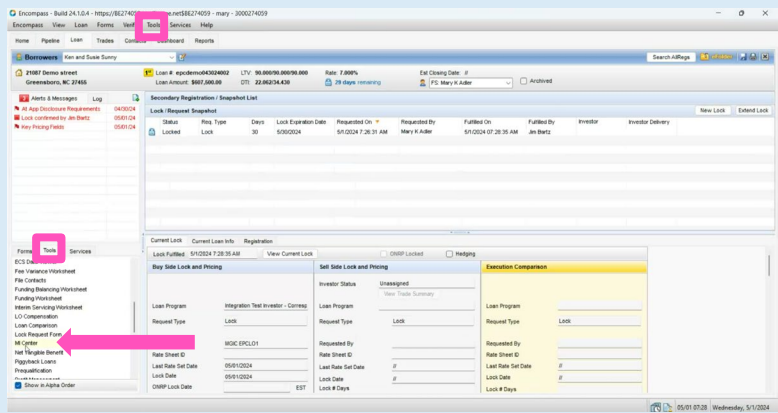 Encompass - Build 24.1.0.4 - https://BE274059 net$BE274059 - mary - 3000274059
Encompass View Loan Forms Verif Tools Services Help
Home Pipeline Loan Trades Contacts Dashboard Reports
Borrowers Ken and Susie Sunny Search AllRegs
21087 Demo street
Greensboro, NC 27455
1st Loan #: epcdemov043024002 LTV: 90.000/90.000/90.000 Rate: 7.000% Est Closing Date: //
Loan Amount: $607,500.00 DTI: 22.062/34.438 29 days remaining FS: Mary K Adler Archived
Alerts & Messages Log
All App Disclosure Requirements 04/30/24
Lock confirmed by Jim Bertz 05/01/24
Key Pricing Fields 05/01/24
Secondary Registration / Snapshot List
Lock / Request Snapshot New Lock Extend Lock
Status Req. Type Days Lock Expiration Date Requested On Requested By Fulfilled On Fulfilled By Investor Investor Delivery
Locked Lock 30 5/30/2024 5/1/2024 7:26:31 AM Mary K Adler 5/1/2024 07:28:35 AM Jim Bertz
Forms Tools Services
Fee Variance Worksheet
File Contacts
Funding Balancing Worksheet
Funding Worksheet
Interim Servicing Worksheet
LO Compensation
Loan Comparison
Lock Request Form
MI Center
Net Tangible Benefit
Piggyback Loans
Prequalification
Show in Alpha Order
Current Lock Current Loan Info Registration
Lock Fulfilled 5/1/2024 7:28:35 AM View Current Lock ONRP Locked Hedging
Buy Side Lock and Pricing
Loan Program Integration Test Investor - Corresp
Request Type Lock
MGIC EPCLO1
Rate Sheet ID
Last Rate Set Date 05/01/2024
Lock Date 05/01/2024
ONRP Lock Date EST
Sell Side Lock and Pricing
Investor Status Unassigned
View Trade Summary
Loan Program
Request Type Lock
Requested By
Rate Sheet ID
Last Rate Set Date //
Lock Date //
Lock # Days
Execution Comparison
Loan Program
Request Type Lock
Requested By
Rate Sheet ID
Last Rate Set Date //
Lock Date //
Lock # Days
05/01 07:28 Wednesday, 5/1/2024